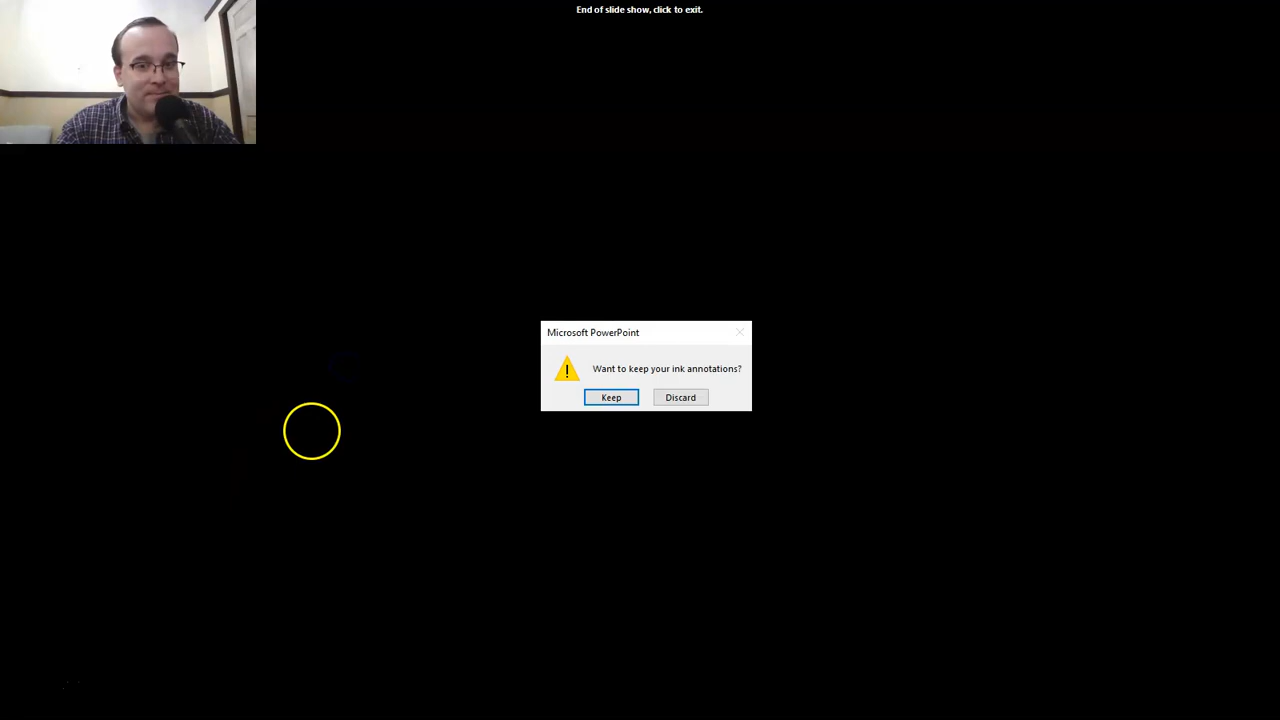 End of slide show, click to exit.
Microsoft PowerPoint
Want to keep your ink annotations?
Keep
Discard